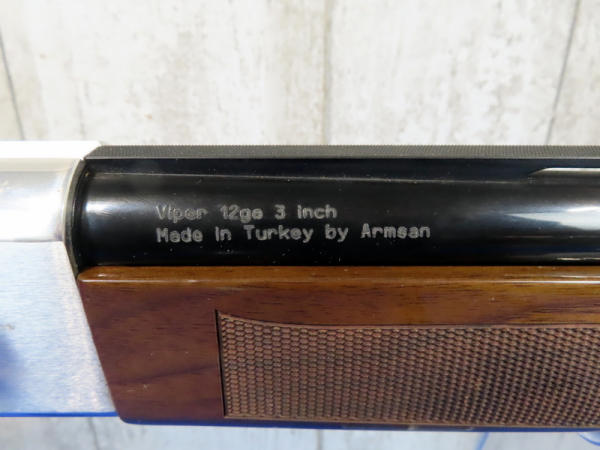 Viper 12ga 3 inch
Made in Turkey by Armsan